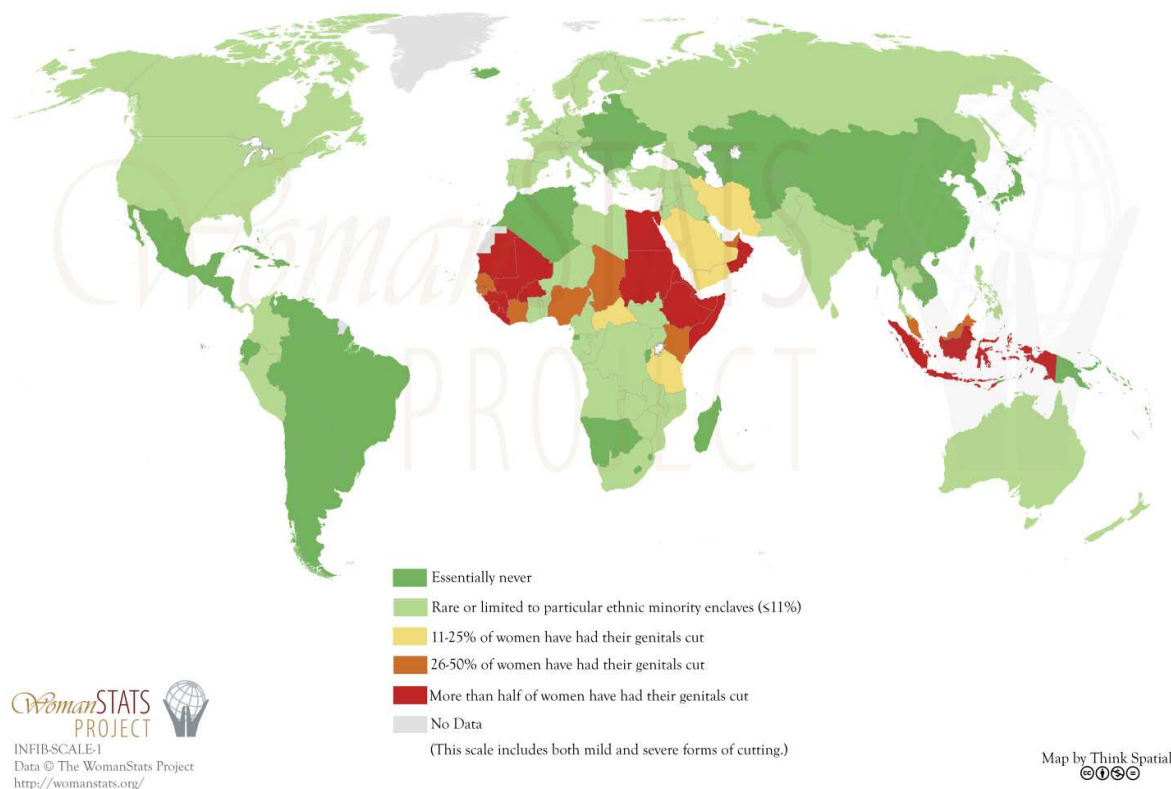 Woman STATS
PROJECT
Essentially never
Rare or limited to particular ethnic minority enclaves (≤11%)
11-25% of women have had their genitals cut
26-50% of women have had their genitals cut
More than half of women have had their genitals cut
No Data
(This scale includes both mild and severe forms of cutting.)
WomanSTATS
PROJECT
INFIB-SCALE-1
Data © The WomanStats Project
http://womanstats.org/
Map by Think Spatial